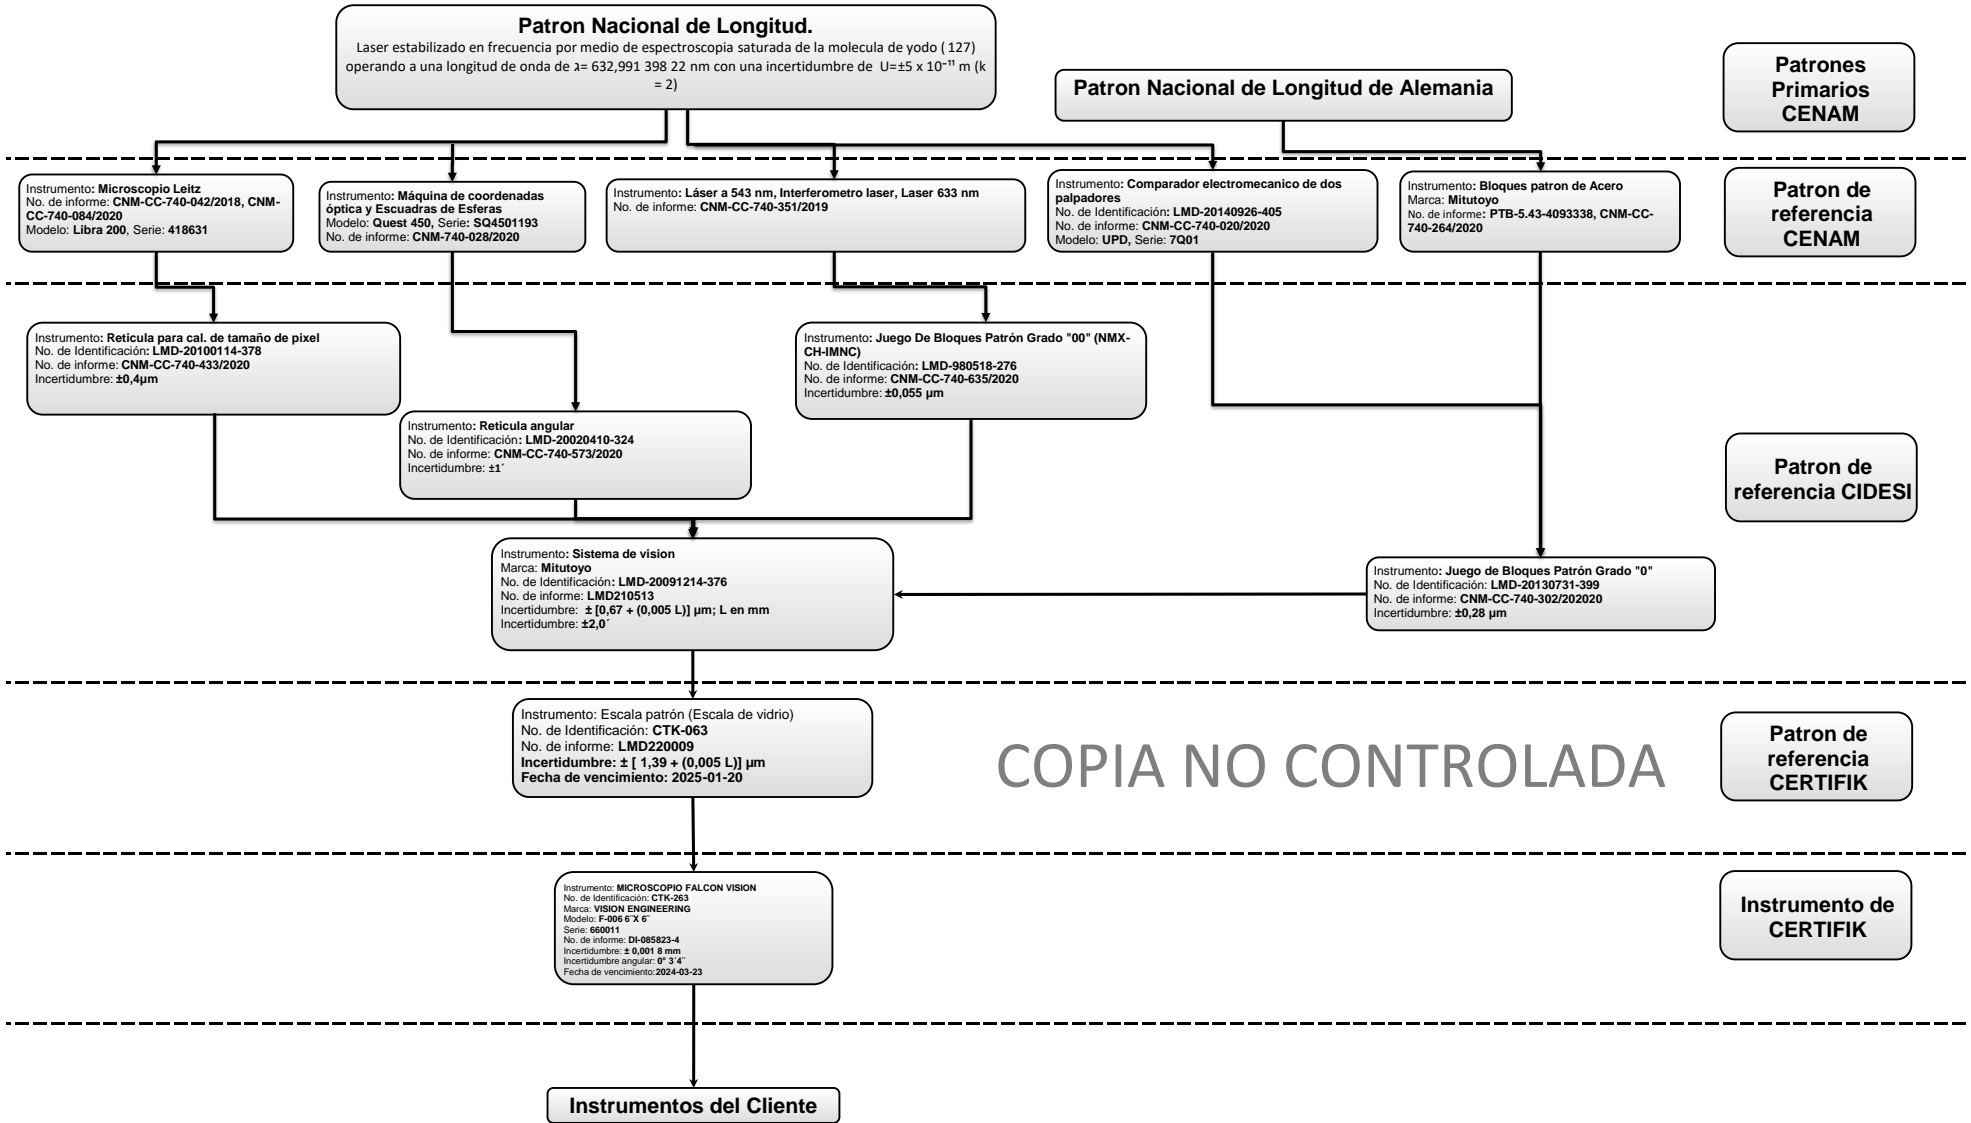 Patron Nacional de Longitud.
Laser estabilizado en frecuencia por medio de espectroscopia saturada de la molecula de yodo ( 127)
operando a una longitud de onda de λ= 632,991 398 22 nm con una incertidumbre de U=±5 x 10⁻¹¹ m (k
= 2)
Patron Nacional de Longitud de Alemania
Patrones
Primarios
CENAM
Instrumento: Microscopio Leitz
No. de informe: CNM-CC-740-042/2018, CNM-
CC-740-084/2020
Modelo: Libra 200, Serie: 418631
Instrumento: Máquina de coordenadas
óptica y Escuadras de Esferas
Modelo: Quest 450, Serie: SQ4501193
No. de informe: CNM-740-028/2020
Instrumento: Láser a 543 nm, Interferometro laser, Laser 633 nm
No. de informe: CNM-CC-740-351/2019
Instrumento: Comparador electromecanico de dos
palpadores
No. de Identificación: LMD-20140926-405
No. de informe: CNM-CC-740-020/2020
Modelo: UPD, Serie: 7Q01
Instrumento: Bloques patron de Acero
Marca: Mitutoyo
No. de informe: PTB-5.43-4093338, CNM-CC-
740-264/2020
Patron de
referencia
CENAM
Instrumento: Reticula para cal. de tamaño de pixel
No. de Identificación: LMD-20100114-378
No. de informe: CNM-CC-740-433/2020
Incertidumbre: ±0,4µm
Instrumento: Juego De Bloques Patrón Grado "00" (NMX-
CH-IMNC)
No. de Identificación: LMD-980518-276
No. de informe: CNM-CC-740-635/2020
Incertidumbre: ±0,055 µm
Instrumento: Reticula angular
No. de Identificación: LMD-20020410-324
No. de informe: CNM-CC-740-573/2020
Incertidumbre: ±1´
Patron de
referencia CIDESI
Instrumento: Sistema de vision
Marca: Mitutoyo
No. de Identificación: LMD-20091214-376
No. de informe: LMD210513
Incertidumbre: ± [0,67 + (0,005 L)] µm; L en mm
Incertidumbre: ±2,0´
Instrumento: Juego de Bloques Patrón Grado "0"
No. de Identificación: LMD-20130731-399
No. de informe: CNM-CC-740-302/202020
Incertidumbre: ±0,28 µm
Instrumento: Escala patrón (Escala de vidrio)
No. de Identificación: CTK-063
No. de informe: LMD220009
Incertidumbre: ± [ 1,39 + (0,005 L)] µm
Fecha de vencimiento: 2025-01-20
COPIA NO CONTROLADA
Patron de
referencia
CERTIFIK
Instrumento: MICROSCOPIO FALCON VISION
No. de Identificación: CTK-263
Marca: VISION ENGINEERING
Modelo: F-006 6¨X 6¨
Serie: 660011
No. de informe: DI-085823-4
Incertidumbre: ± 0,001 8 mm
Incertidumbre angular: 0° 3´4¨
Fecha de vencimiento:2024-03-23
Instrumento de
CERTIFIK
Instrumentos del Cliente